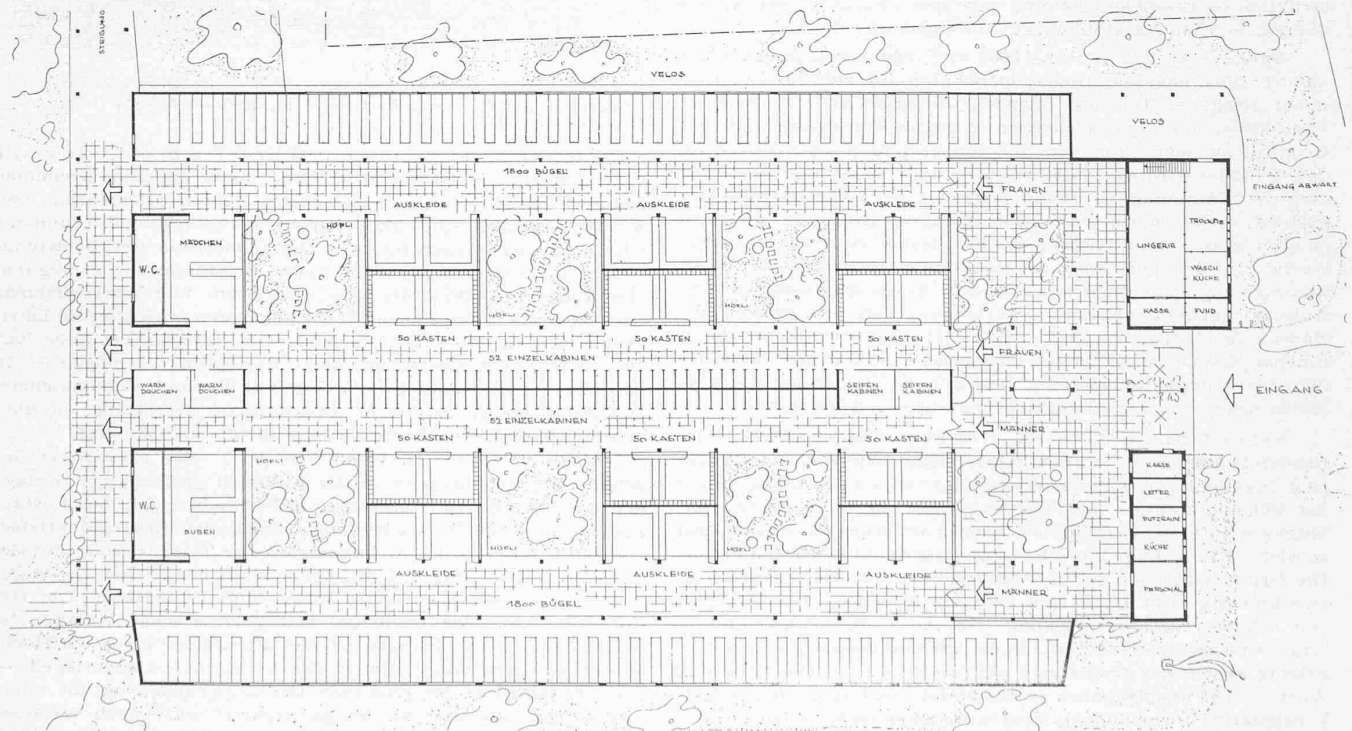 STEIGLANG
VELOS
VELOS
1800 BÜGEL
FRAUEN
EINGANG ABWART
AUSKLEIDE
AUSKLEIDE
AUSKLEIDE
MÄDCHEN
HÖFLI
TROCKNE
LINGERIE
W.C.
WASCH
KÜCHE
HÖFLI
HÖFLI
KASSE
FUND
50 KASTEN
50 KASTEN
50 KASTEN
52 EINZELKABINEN
FRAUEN
WARM
DOUCHEN
WARM
DOUCHEN
SEIFEN
KABINEN
SEIFEN
KABINEN
EINGANG
52 EINZELKABINEN
MÄNNER
50 KASTEN
50 KASTEN
50 KASTEN
HÖFLI
KASSE
LEITER
W.C.
PUTZRAUM
BUBEN
KÜCHE
HÖFLI
HÖFLI
AUSKLEIDE
AUSKLEIDE
AUSKLEIDE
PERSONAL
MÄNNER
1800 BÜGEL